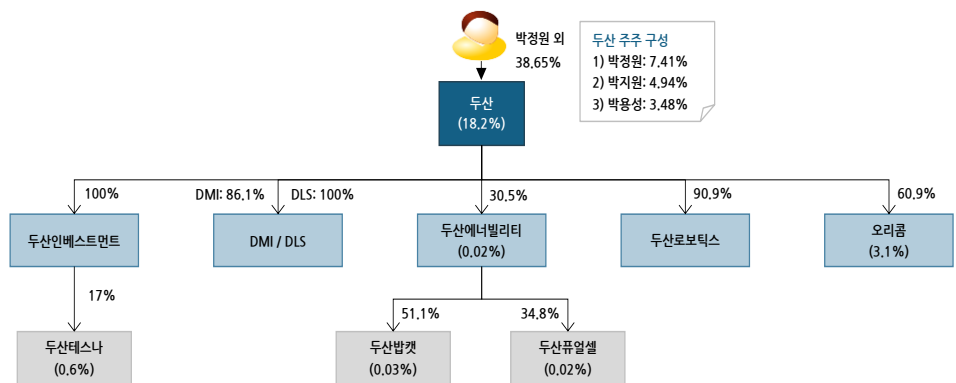 박정원 외
38.65%
두산 주주 구성
1) 박정원: 7.41%
2) 박지원: 4.94%
3) 박용성: 3.48%
두산
(18.2%)
100%
DMI: 86.1%
DLS: 100%
30.5%
90.9%
60.9%
두산인베스트먼트
DMI / DLS
두산에너빌리티
(0.02%)
두산로보틱스
오리콤
(3.1%)
17%
51.1%
34.8%
두산테스나
(0.6%)
두산밥캣
(0.03%)
두산퓨얼셀
(0.02%)